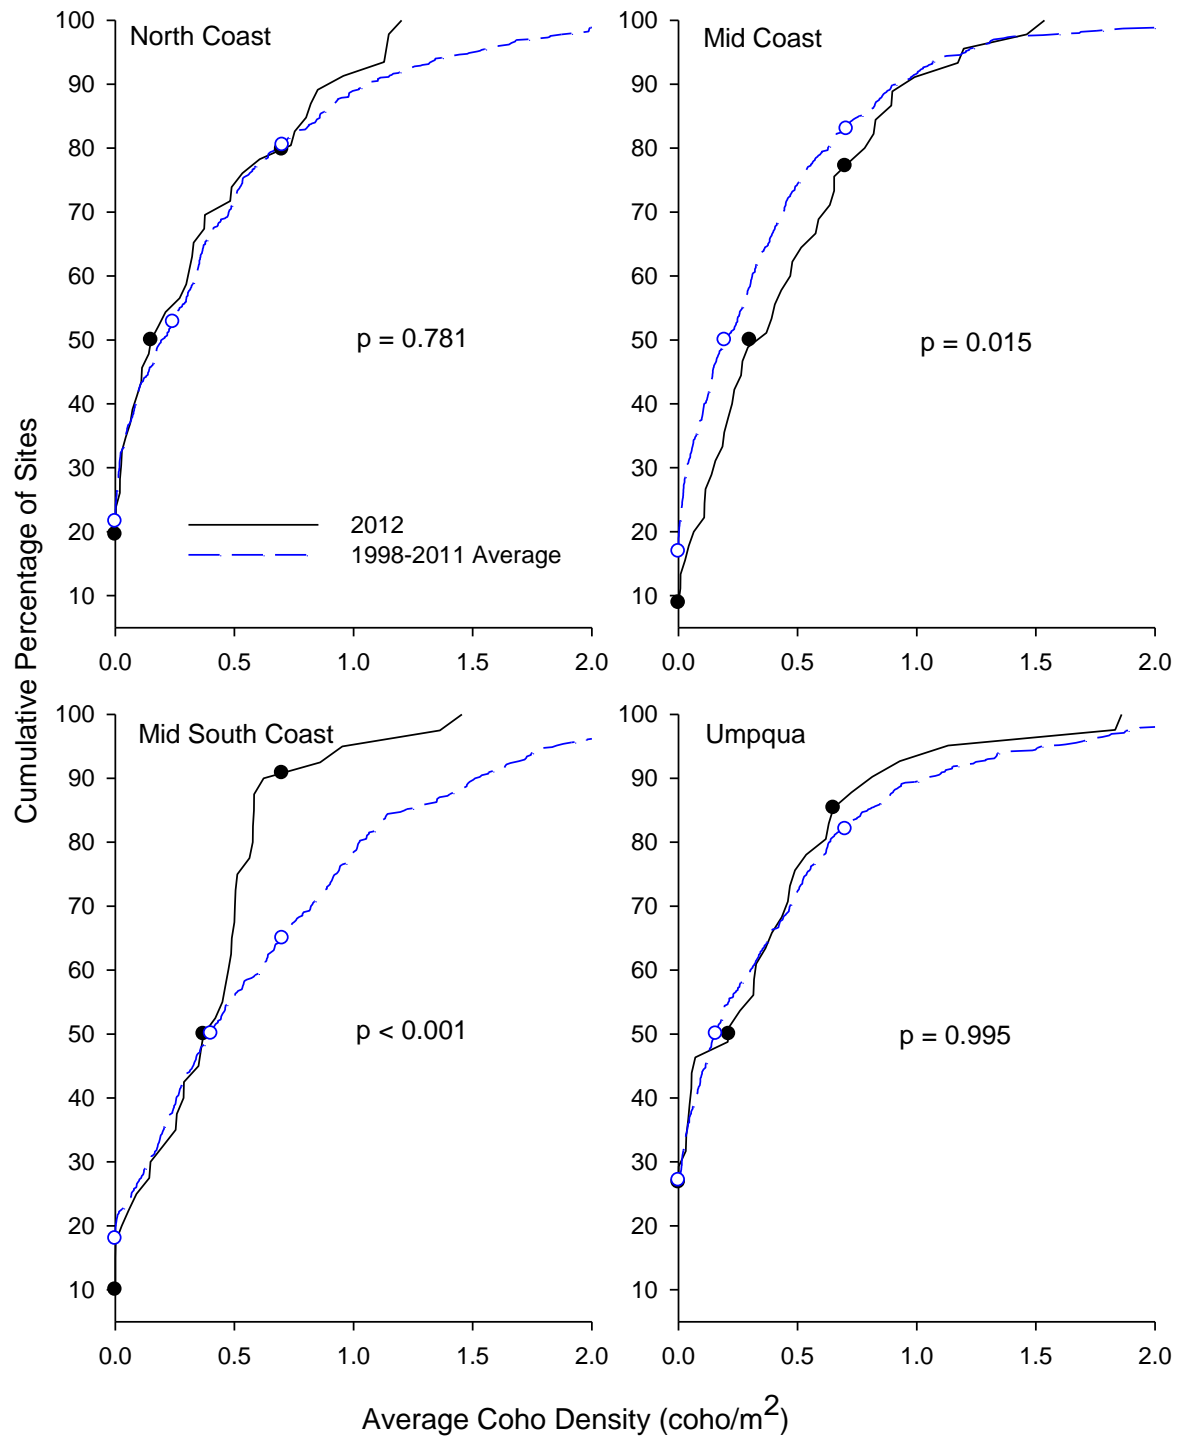 Cumulative Percentage of Sites
North Coast
100
90
80
70
60
50
40
30
20
10
p = 0.781
2012
1998-2011 Average
0.0 0.5 1.0 1.5 2.0
Mid Coast
100
90
80
70
60
50
40
30
20
10
p = 0.015
0.0 0.5 1.0 1.5 2.0
Mid South Coast
100
90
80
70
60
50
40
30
20
10
p < 0.001
0.0 0.5 1.0 1.5 2.0
Umpqua
100
90
80
70
60
50
40
30
20
10
p = 0.995
0.0 0.5 1.0 1.5 2.0
Average Coho Density (coho/m²)